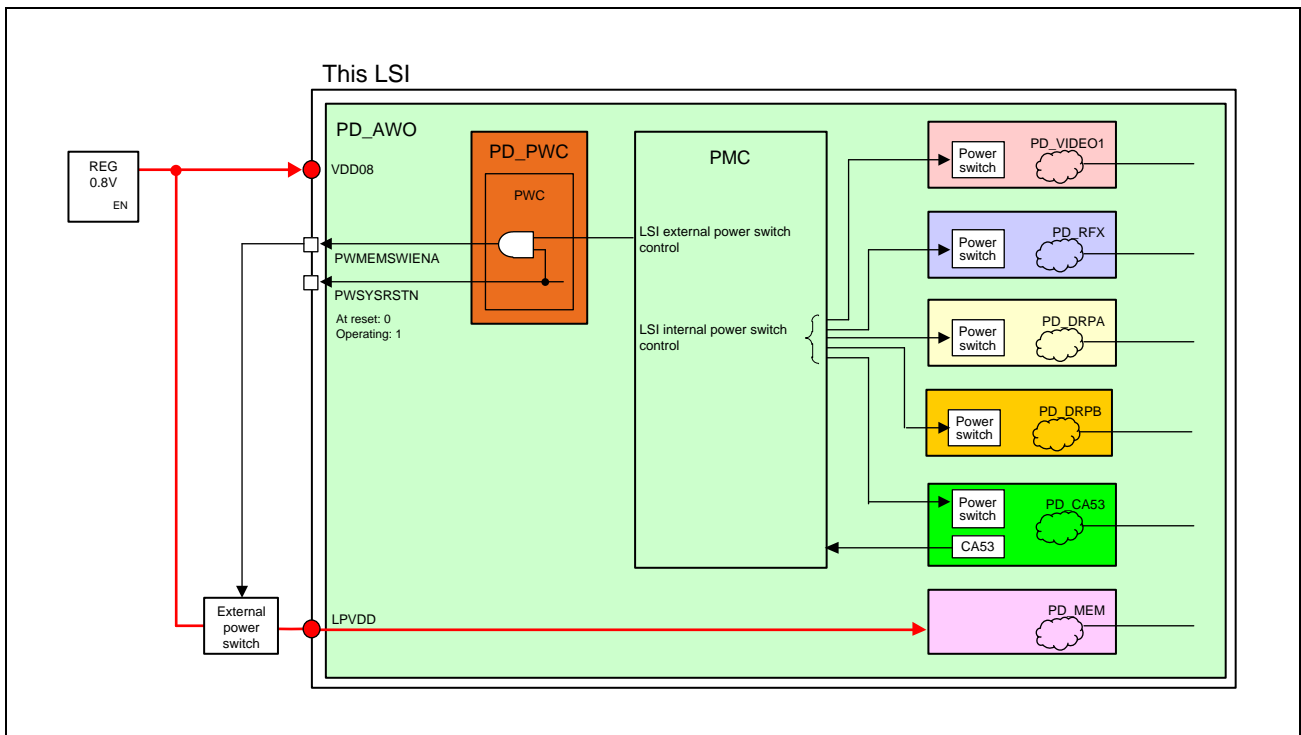 This LSI
PD_AWO
REG
0.8V
EN
VDD08
PD_PWC
PWC
PWMEMSWIENA
PWSYSRSTN
At reset: 0
Operating: 1
PMC
LSI external power switch
control
LSI internal power switch
control
PD_VIDEO1
Power
switch
PD_RFX
Power
switch
PD_DRPA
Power
switch
PD_DRPB
Power
switch
PD_CA53
Power
switch
CA53
External
power
switch
LPVDD
PD_MEM